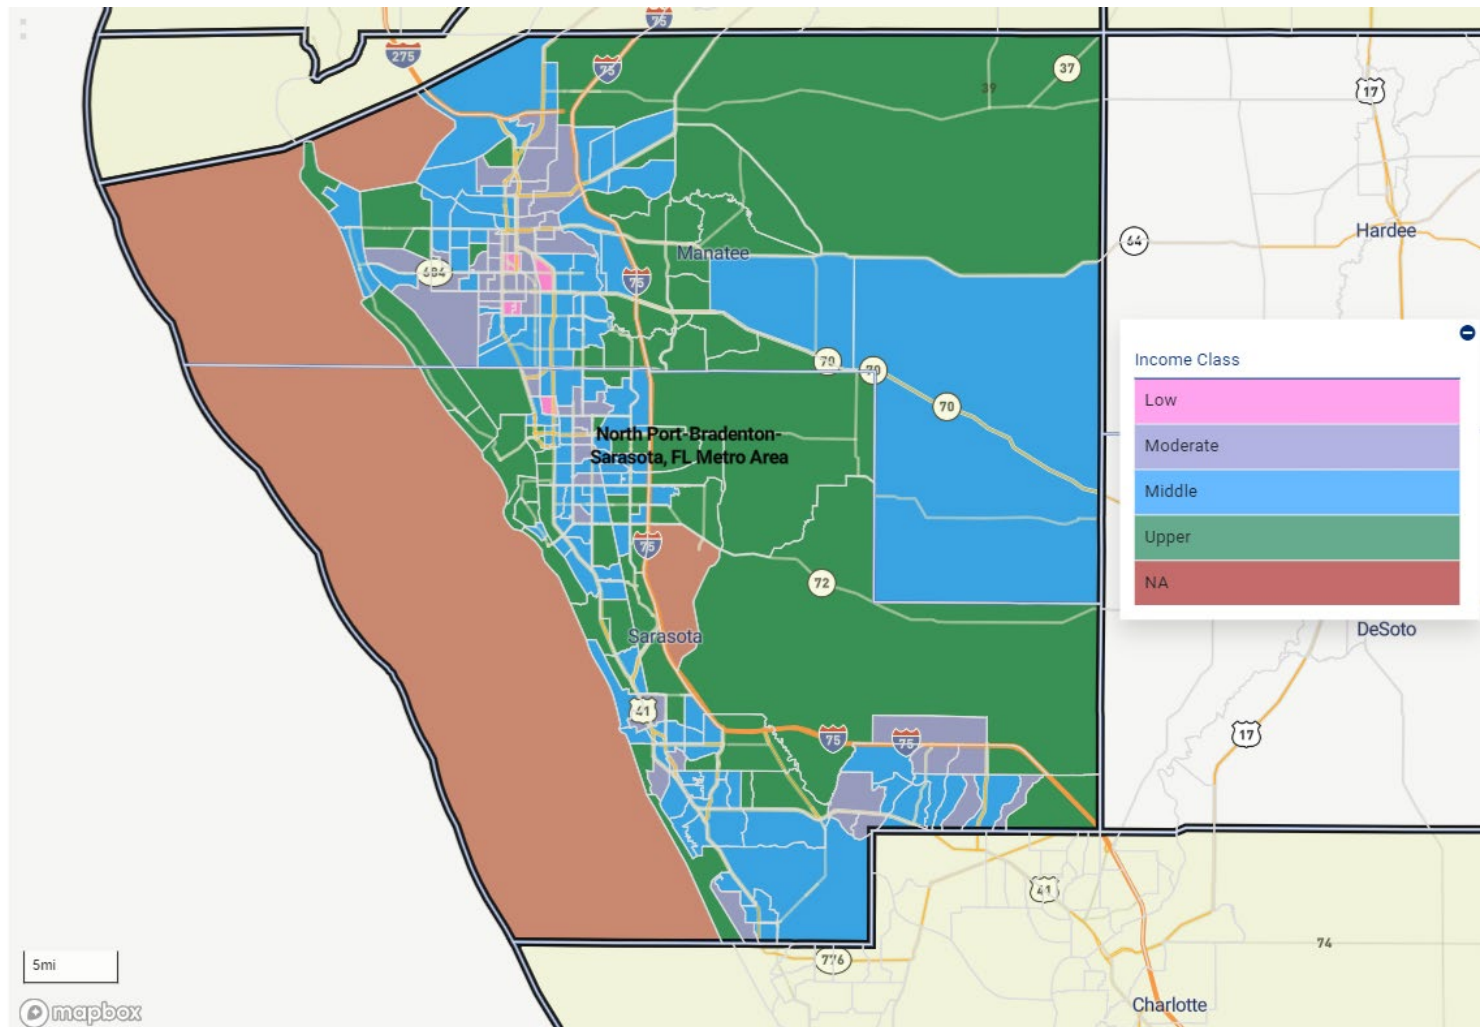 75
275
75
37
39
17
64
Hardee
Manatee
684
75
Income Class
Low
Moderate
Middle
Upper
NA
70
70
70
North Port-Bradenton-
Sarasota, FL Metro Area
75
72
Sarasota
DeSoto
41
75
75
17
41
74
776
5mi
Charlotte
mapbox